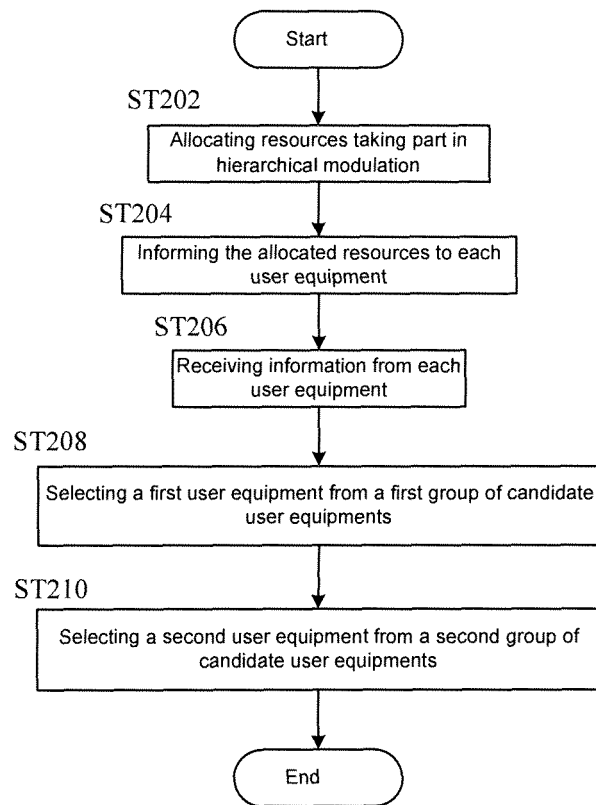 Start
ST202
Allocating resources taking part in
hierarchical modulation
ST204
Informing the allocated resources to each
user equipment
ST206
Receiving information from each
user equipment
ST208
Selecting a first user equipment from a first group of candidate
user equipments
ST210
Selecting a second user equipment from a second group of
candidate user equipments
End